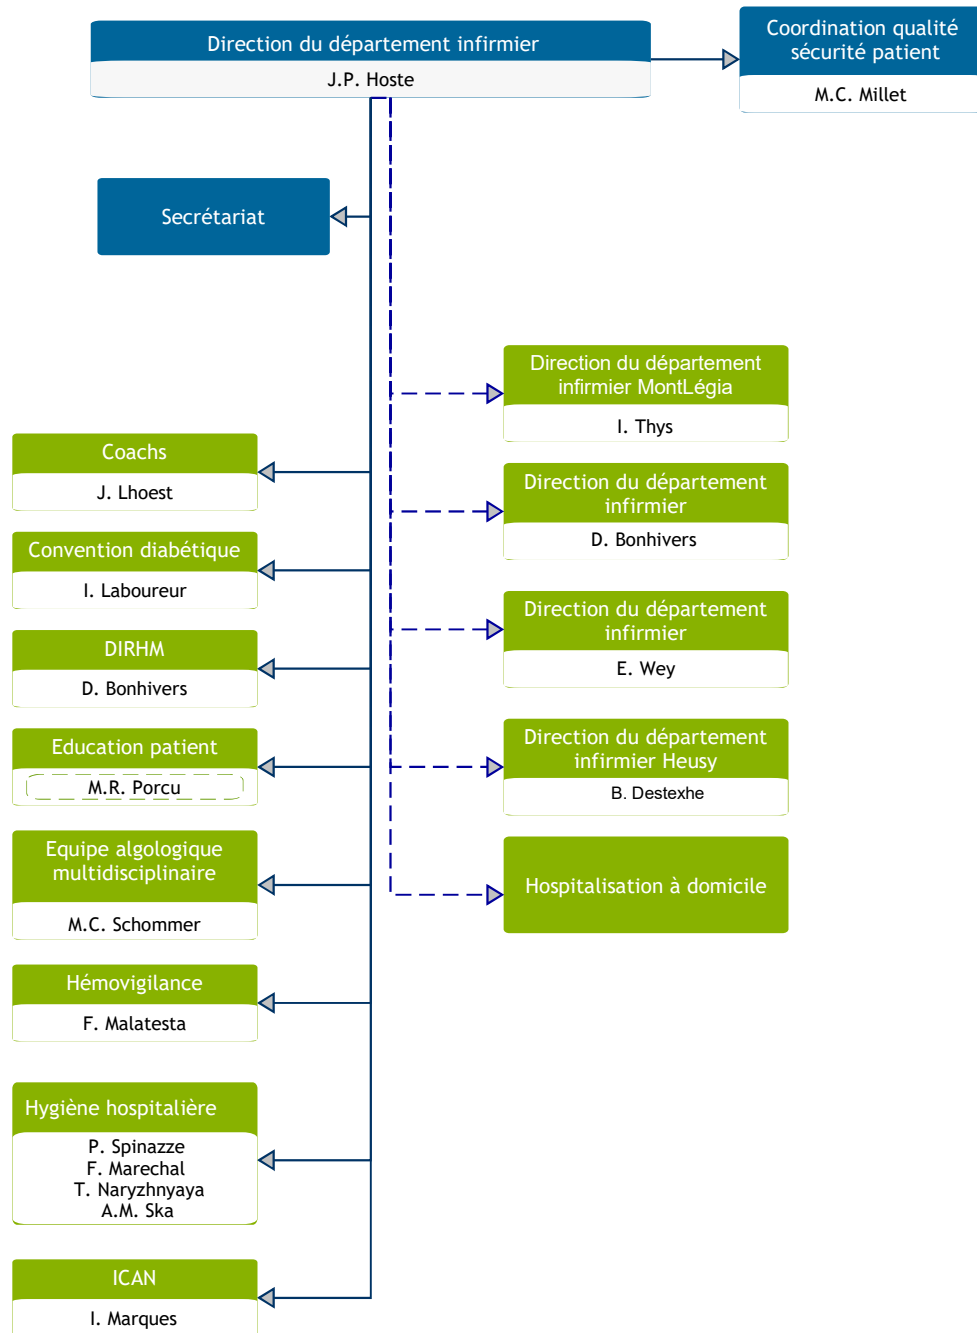 Direction du département infirmier
J.P. Hoste
Coordination qualité
sécurité patient
M.C. Millet
Secrétariat
Direction du département
infirmier MontLégia
I. Thys
Direction du département
infirmier
D. Bonhivers
Direction du département
infirmier
E. Wey
Direction du département
infirmier Heusy
B. Destexhe
Hospitalisation à domicile
Coachs
J. Lhoest
Convention diabétique
I. Laboureur
DIRHM
D. Bonhivers
Education patient
M.R. Porcu
Equipe algologique
multidisciplinaire
M.C. Schommer
Hémovigilance
F. Malatesta
Hygiène hospitalière
P. Spinazze
F. Marechal
T. Naryzhnyaya
A.M. Ska
ICAN
I. Marques